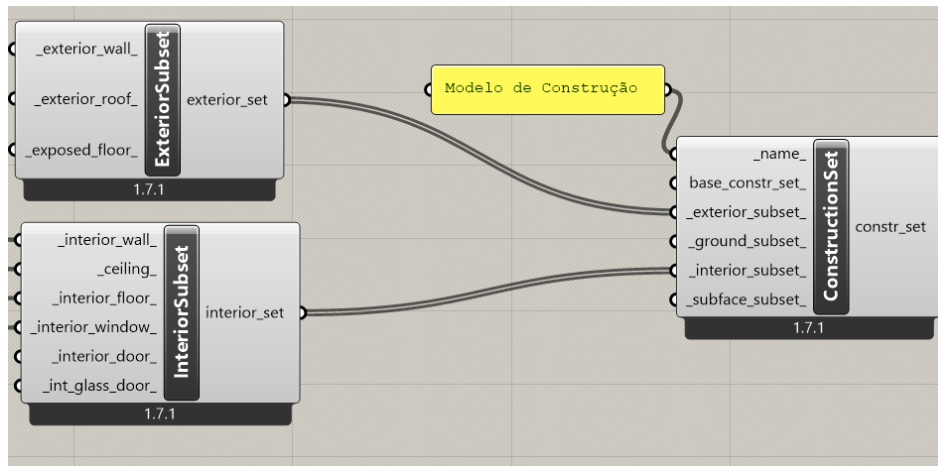 _exterior_wall_
_exterior_roof_
_exposed_floor_
ExteriorSubset
exterior_set
1.7.1
Modelo de Construção
_interior_wall_
_ceiling_
_interior_floor_
_interior_window_
_interior_door_
_int_glass_door_
InteriorSubset
interior_set
1.7.1
_name_
base_constr_set_
_exterior_subset_
_ground_subset_
_interior_subset_
_subface_subset_
ConstructionSet
constr_set
1.7.1